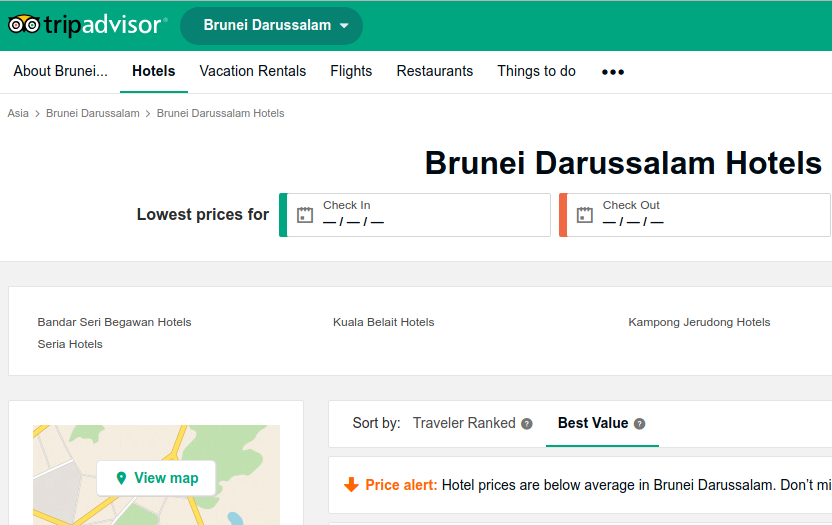 tripadvisor®
Brunei Darussalam
About Brunei... Hotels Vacation Rentals Flights Restaurants Things to do •••
Asia > Brunei Darussalam > Brunei Darussalam Hotels
Brunei Darussalam Hotels
Lowest prices for
Check In
— / — / —
Check Out
— / — / —
Bandar Seri Begawan Hotels
Kuala Belait Hotels
Kampong Jerudong Hotels
Seria Hotels
View map
Sort by: Traveler Ranked ? Best Value ?
Price alert: Hotel prices are below average in Brunei Darussalam. Don't mi